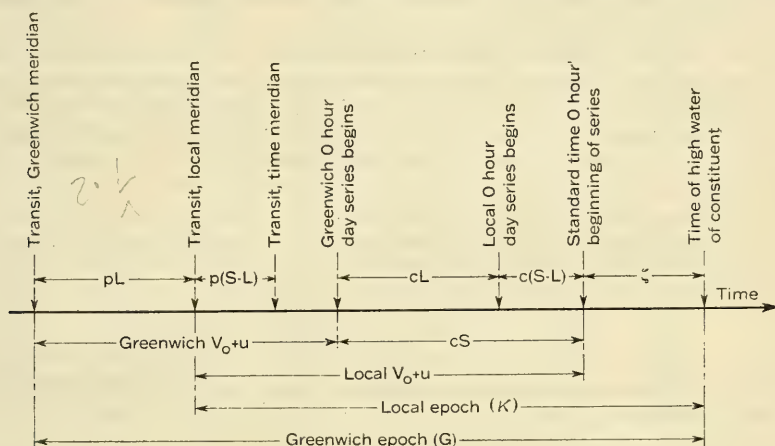 Transit, Greenwich meridian
Transit, local meridian
Transit, time meridian
Greenwich 0 hour
day series begins
Local 0 hour
day series begins
Standard time 0 hour'
beginning of series
Time of high water
of constituent
pL
p(S-L)
cL
c(S-L)
ζ
Time
Greenwich Vo+u
cS
Local Vo+u
Local epoch (K)
Greenwich epoch (G)